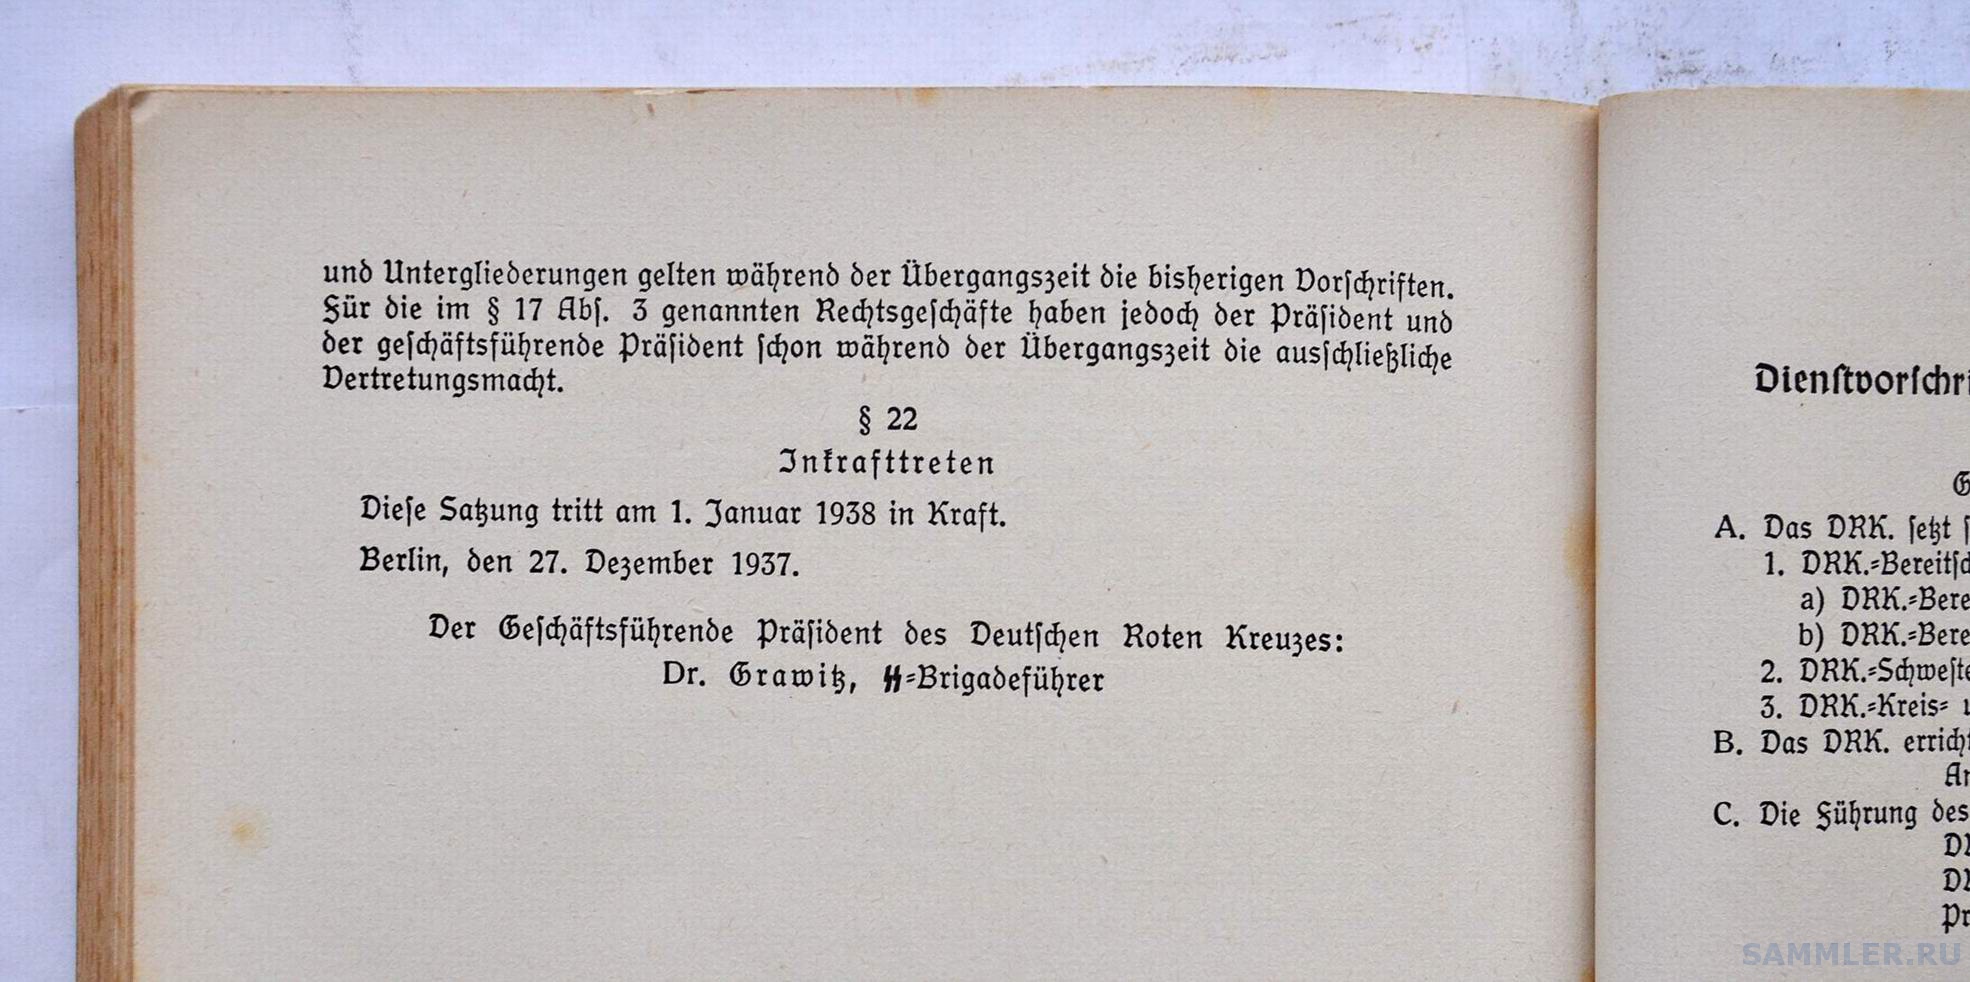 und Untergliederungen gelten während der Übergangszeit die bisherigen Vorſchriften.
Für die im § 17 Abſ. 3 genannten Rechtsgeſchäfte haben jedoch der Präſident und
der geſchäftsführende Präſident ſchon während der Übergangszeit die ausſchließliche
Vertretungsmacht.
§ 22
Inkrafttreten
Dieſe Satzung tritt am 1. Januar 1938 in Kraft.
Berlin, den 27. Dezember 1937.
Der Geſchäftsführende Präſident des Deutſchen Roten Kreuzes:
Dr. Grawitz, ᛋᛋ-Brigadeführer
Dienſtvorſchri
G
A. Das DRK. ſetzt ſ
1. DRK.-Bereitſch
a) DRK.-Bere
b) DRK.-Bere
2. DRK.-Schweſte
3. DRK.-Kreis-
B. Das DRK. errich
C. Die Führung des
Pr
SAMMLER.RU